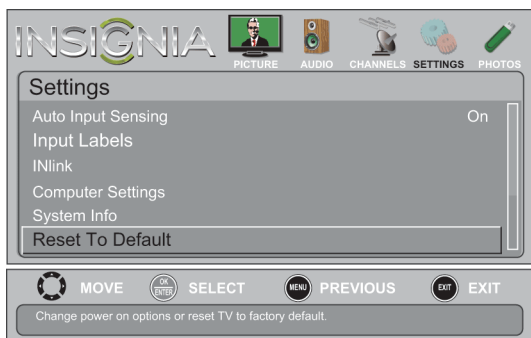 INSIGNIA
PICTURE AUDIO CHANNELS SETTINGS PHOTOS
Settings
Auto Input Sensing On
Input Labels
INlink
Computer Settings
System Info
Reset To Default
MOVE OK ENTER SELECT MENU PREVIOUS EXIT EXIT
Change power on options or reset TV to factory default.